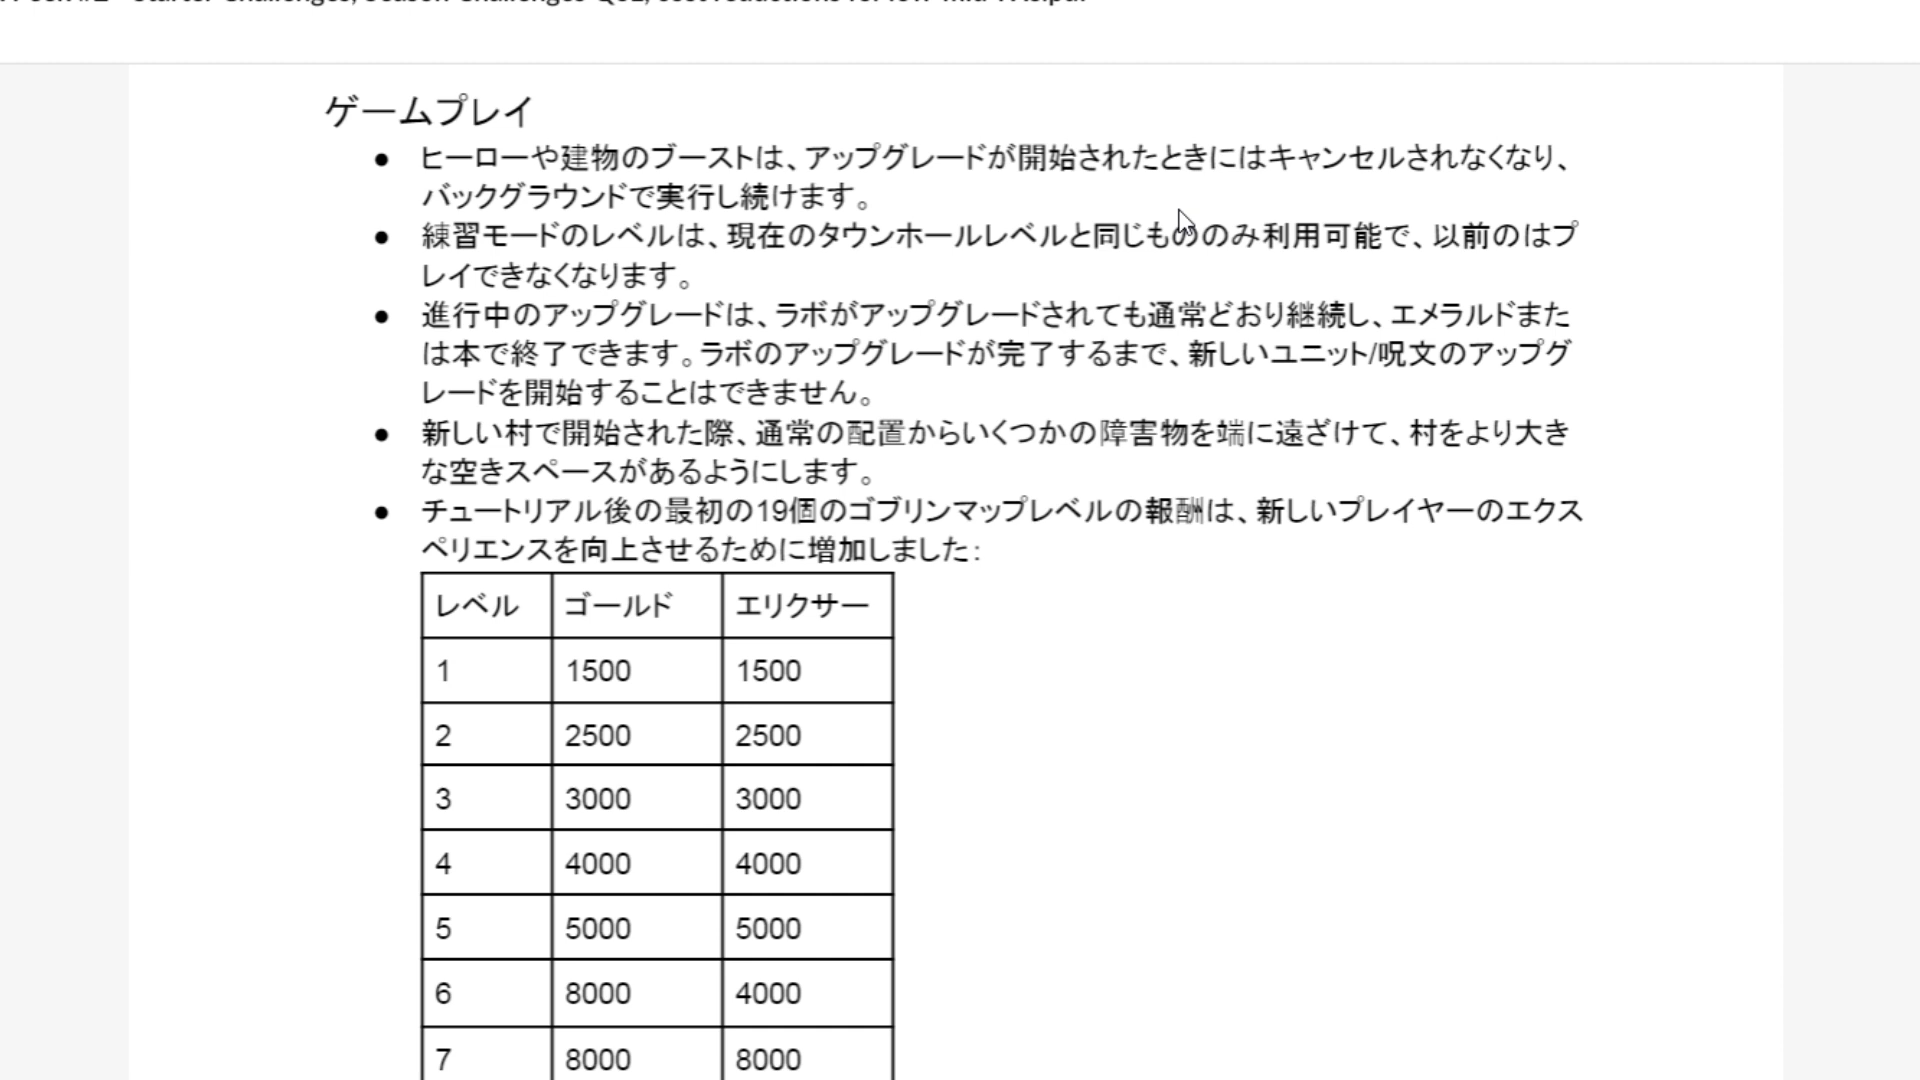 ゲームプレイ
● ヒーローや建物のブーストは、アップグレードが開始されたときにはキャンセルされなくなり、
バックグラウンドで実行し続けます。
● 練習モードのレベルは、現在のタウンホールレベルと同じもののみ利用可能で、以前のはプ
レイできなくなります。
● 進行中のアップグレードは、ラボがアップグレードされても通常どおり継続し、エメラルドまた
は本で終了できます。ラボのアップグレードが完了するまで、新しいユニット/呪文のアップグ
レードを開始することはできません。
● 新しい村で開始された際、通常の配置からいくつかの障害物を端に遠ざけて、村をより大き
な空きスペースがあるようにします。
● チュートリアル後の最初の19個のゴブリンマップレベルの報酬は、新しいプレイヤーのエクス
ペリエンスを向上させるために増加しました:
レベル ゴールド エリクサー
1 1500 1500
2 2500 2500
3 3000 3000
4 4000 4000
5 5000 5000
6 8000 4000
7 8000 8000